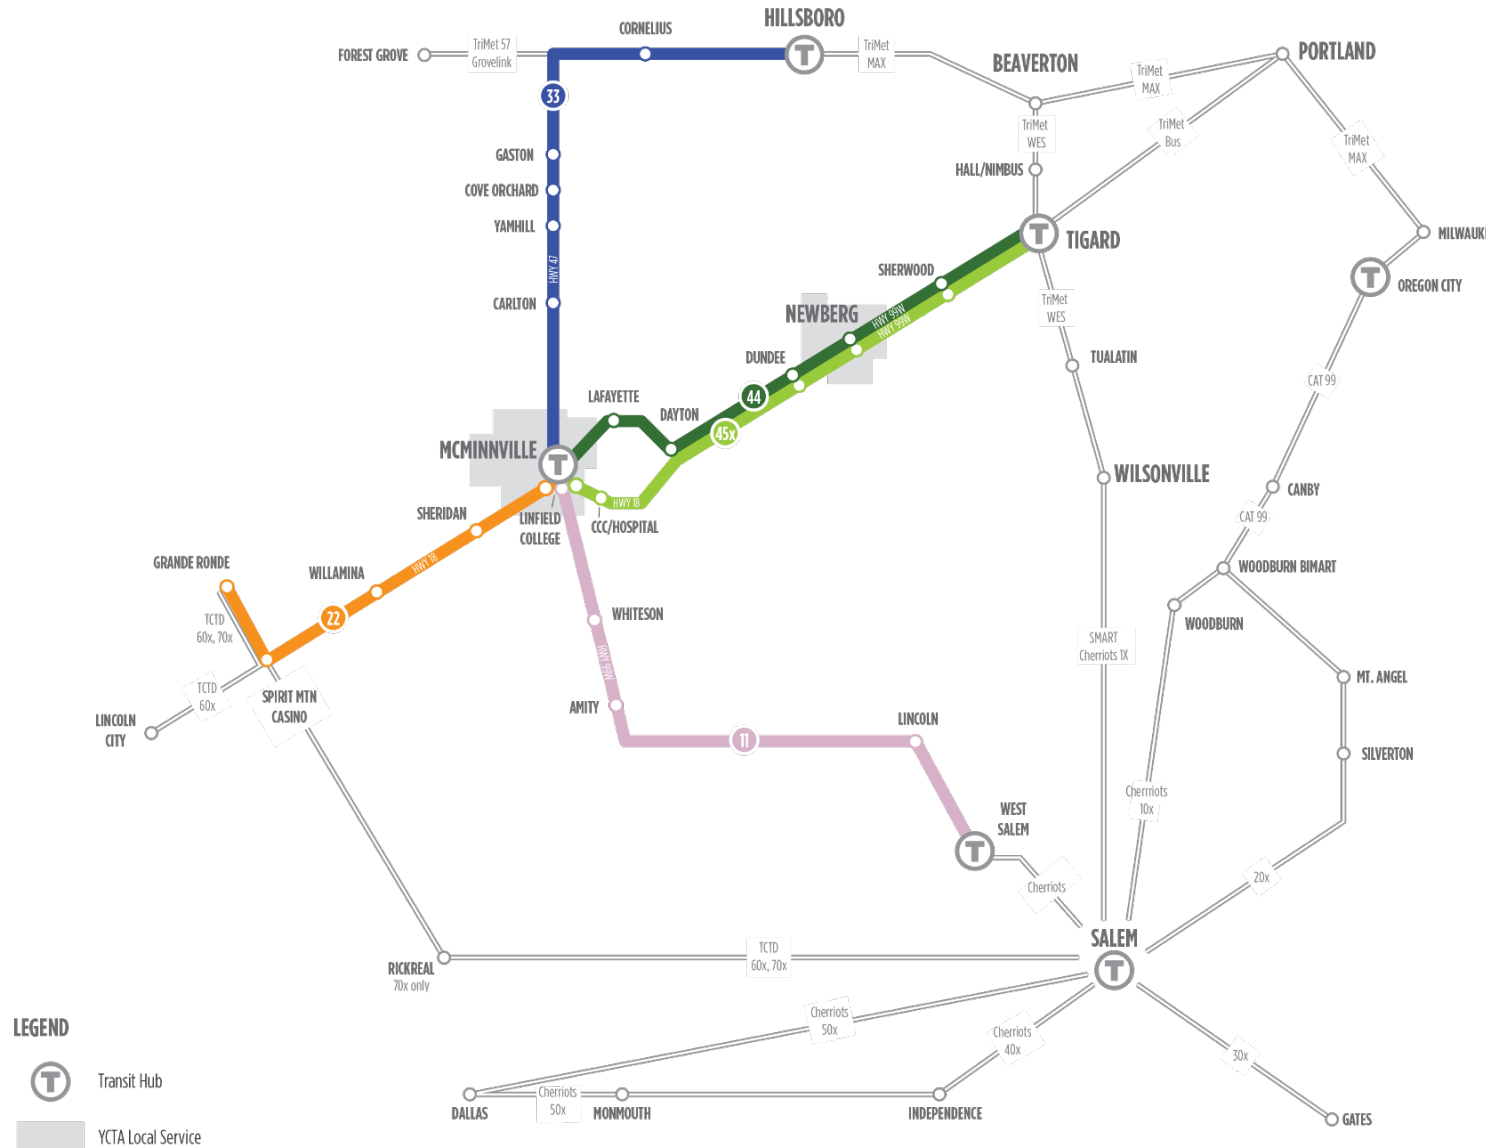 HILLSBORO
CORNELIUS
FOREST GROVE
TriMet 57
Grovelink
TriMet
MAX
BEAVERTON
PORTLAND
TriMet
MAX
33
TriMet
WES
TriMet
Bus
TriMet
MAX
GASTON
HALL/NIMBUS
COVE ORCHARD
YAMHILL
TIGARD
MILWAUKI
HWY 47
SHERWOOD
OREGON CITY
CARLTON
TriMet
WES
NEWBERG
HWY 99W
HWY 99W
DUNDEE
TUALATIN
CAT 99
44
LAFAYETTE
DAYTON
45x
MCMINNVILLE
WILSONVILLE
CANBY
HWY 18
SHERIDAN
LINFIELD
COLLEGE
CCC/HOSPITAL
CAT 99
HWY 18
GRANDE RONDE
WILLAMINA
WOODBURN BIMART
22
TCTD
60x, 70x
WHITESON
WOODBURN
SMART
Cherriots 1X
HWY 99W
MT. ANGEL
TCTD
60x
SPIRIT MTN
CASINO
AMITY
LINCOLN
CITY
LINCOLN
11
SILVERTON
Cherrriots
10x
WEST
SALEM
Cherriots
20x
SALEM
TCTD
60x, 70x
RICKREAL
70x only
LEGEND
Cherriots
50x
Cherriots
40x
30x
T
Transit Hub
Cherriots
50x
DALLAS
MONMOUTH
INDEPENDENCE
GATES
YCTA Local Service